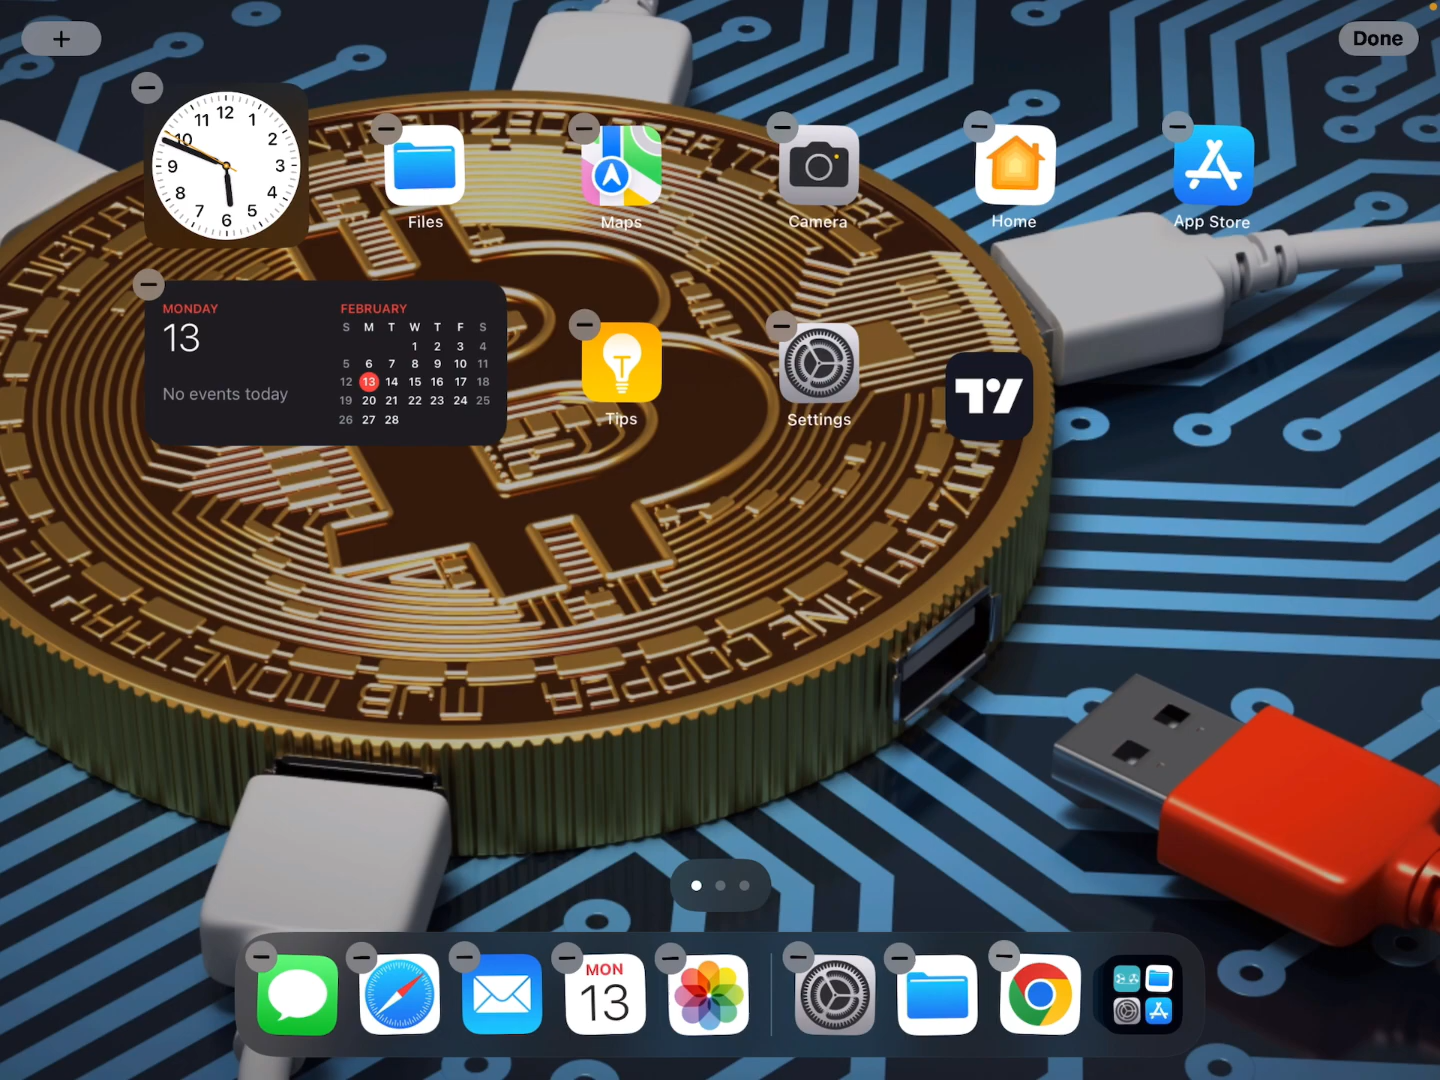 +
Done
12
1
2
3
4
5
6
7
8
9
10
11
Files
Maps
Camera
Home
App Store
MONDAY
13
No events today
FEBRUARY
S M T W T F S
1 2 3 4
5 6 7 8 9 10 11
12 13 14 15 16 17 18
19 20 21 22 23 24 25
26 27 28
Tips
Settings
FINE COPPER
MON
13